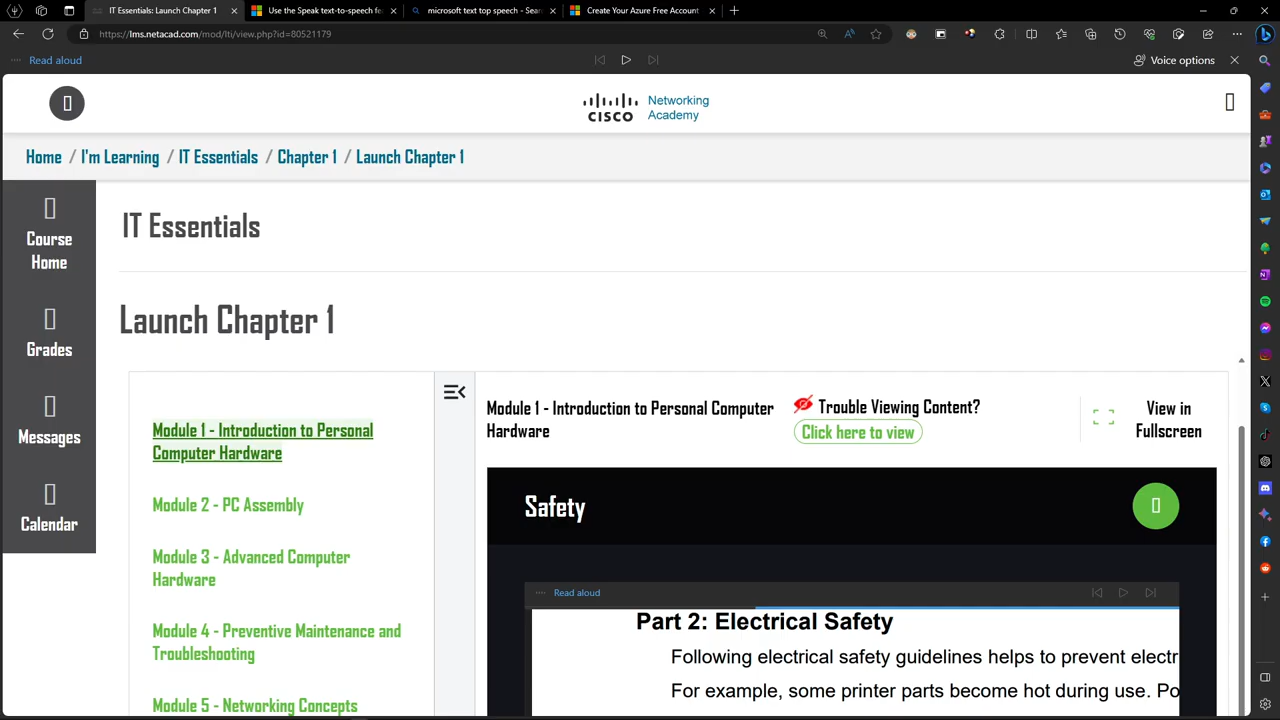 IT Essentials: Launch Chapter 1
Use the Speak text-to-speech fe
microsoft text top speech - Sear
Create Your Azure Free Account
https://lms.netacad.com/mod/lti/view.php?id=80521179
Read aloud
Voice options
CISCO
Networking
Academy
Home / I'm Learning / IT Essentials / Chapter 1 / Launch Chapter 1
Course
Home
Grades
Messages
Calendar
IT Essentials
Launch Chapter 1
Module 1 - Introduction to Personal
Computer Hardware
Module 2 - PC Assembly
Module 3 - Advanced Computer
Hardware
Module 4 - Preventive Maintenance and
Troubleshooting
Module 5 - Networking Concepts
Module 1 - Introduction to Personal Computer
Hardware
Trouble Viewing Content?
Click here to view
View in
Fullscreen
Safety
Read aloud
Part 2: Electrical Safety
Following electrical safety guidelines helps to prevent electr
For example, some printer parts become hot during use. Po